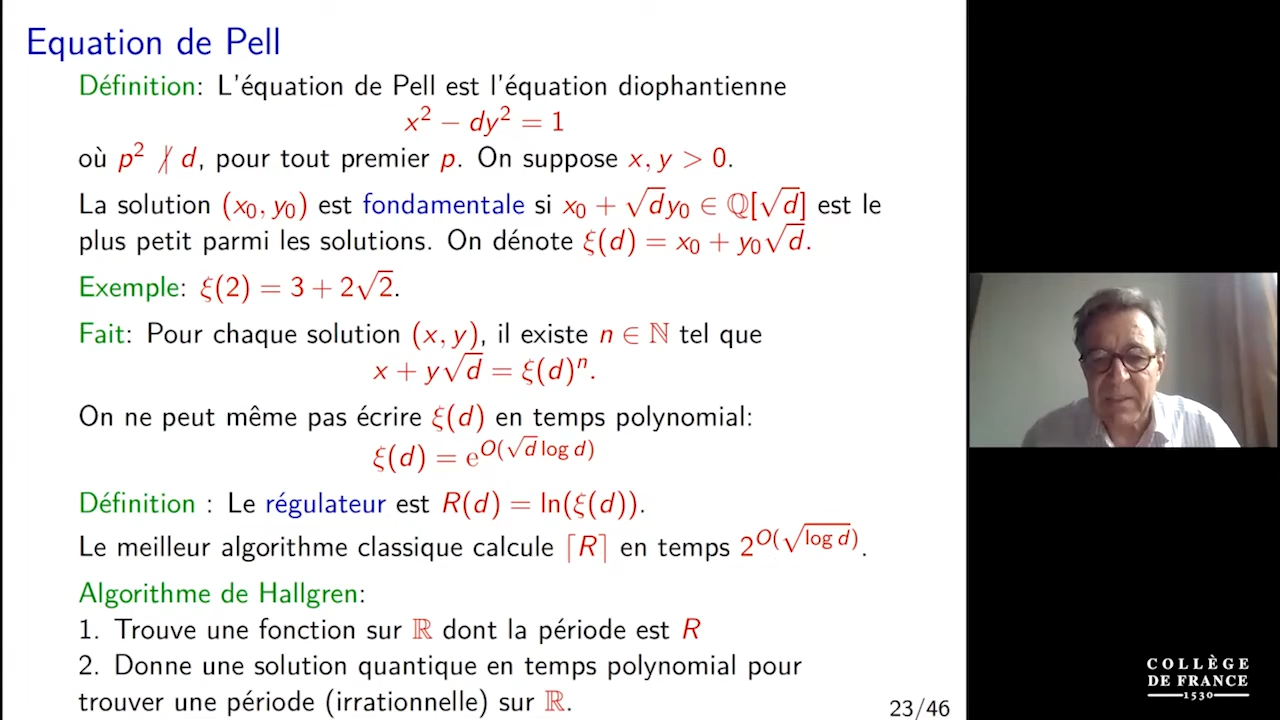 Equation de Pell
Définition: L'équation de Pell est l'équation diophantienne
x² − dy² = 1
où p² ∤ d, pour tout premier p. On suppose x, y > 0.
La solution (x₀, y₀) est fondamentale si x₀ + √d y₀ ∈ ℚ[√d] est le
plus petit parmi les solutions. On dénote ξ(d) = x₀ + y₀√d.
Exemple: ξ(2) = 3 + 2√2.
Fait: Pour chaque solution (x, y), il existe n ∈ ℕ tel que
x + y√d = ξ(d)ⁿ.
On ne peut même pas écrire ξ(d) en temps polynomial:
ξ(d) = e^{O(√d log d)}
Définition : Le régulateur est R(d) = ln(ξ(d)).
Le meilleur algorithme classique calcule ⌈R⌉ en temps 2^{O(√log d)}.
Algorithme de Hallgren:
1. Trouve une fonction sur ℝ dont la période est R
2. Donne une solution quantique en temps polynomial pour
trouver une période (irrationnelle) sur ℝ.
23/46
COLLÈGE
DE FRANCE
1530